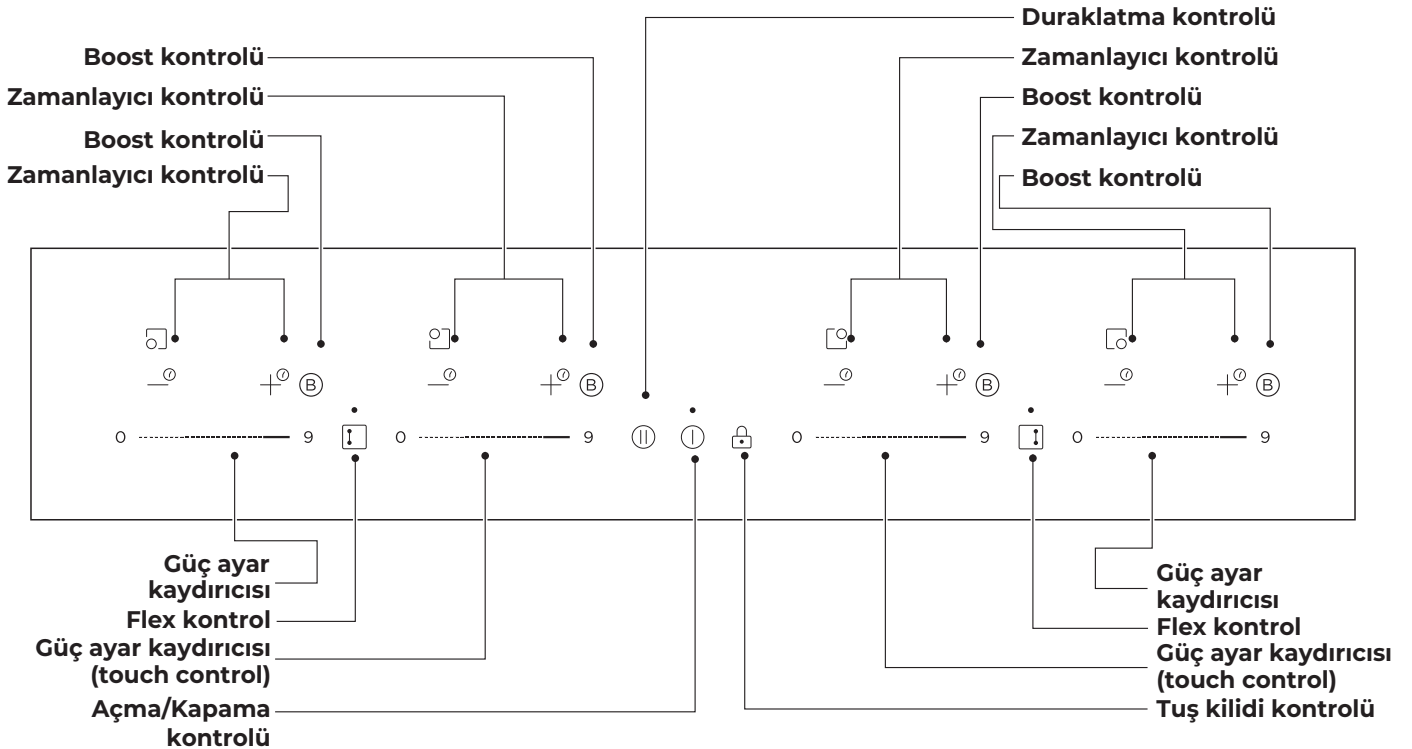 Duraklatma kontrolü
Boost kontrolü
Zamanlayıcı kontrolü
Zamanlayıcı kontrolü
Boost kontrolü
Boost kontrolü
Zamanlayıcı kontrolü
Zamanlayıcı kontrolü
Boost kontrolü
B
B
B
B
0
9
0
9
0
9
0
9
Güç ayar
kaydırıcısı
Flex kontrol
Güç ayar kaydırıcısı
(touch control)
Açma/Kapama
kontrolü
Güç ayar
kaydırıcısı
Flex kontrol
Güç ayar kaydırıcısı
(touch control)
Tuş kilidi kontrolü